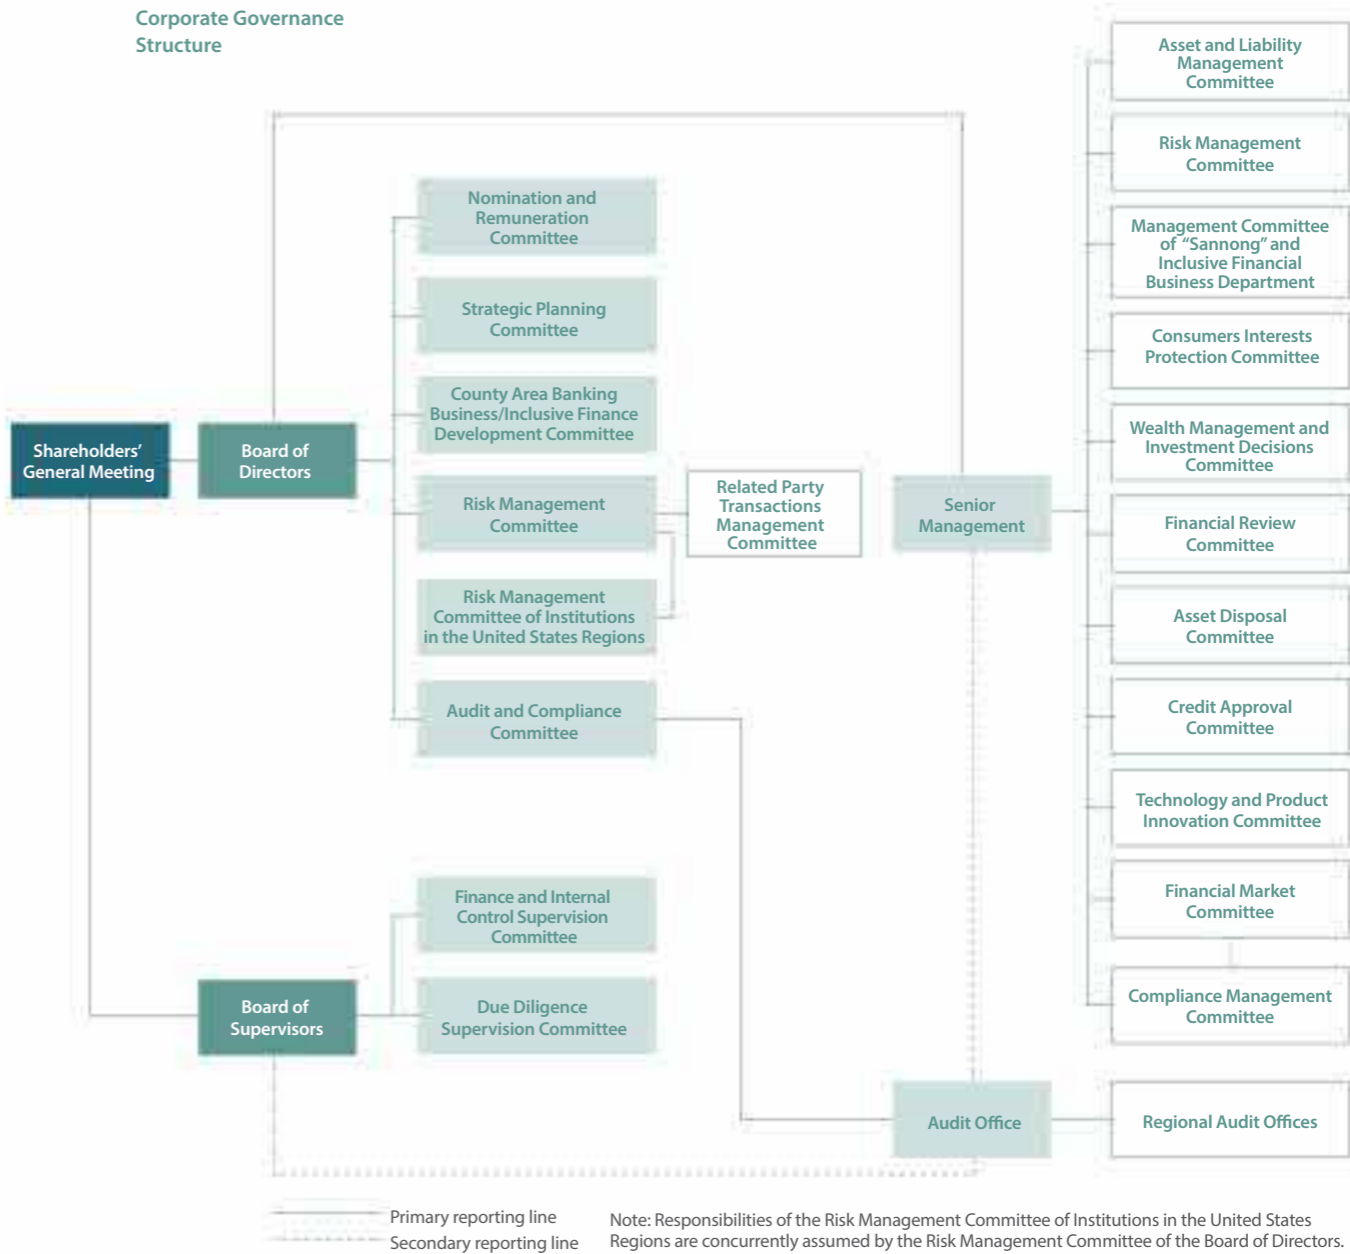 Corporate Governance
Structure
Shareholders’
General Meeting
Board of
Directors
Nomination and
Remuneration
Committee
Strategic Planning
Committee
County Area Banking
Business/Inclusive Finance
Development Committee
Risk Management
Committee
Related Party
Transactions
Management
Committee
Risk Management
Committee of Institutions
in the United States Regions
Audit and Compliance
Committee
Board of
Supervisors
Finance and Internal
Control Supervision
Committee
Due Diligence
Supervision Committee
Senior
Management
Audit Office
Asset and Liability
Management
Committee
Risk Management
Committee
Management Committee
of “Sannong” and
Inclusive Financial
Business Department
Consumers Interests
Protection Committee
Wealth Management and
Investment Decisions
Committee
Financial Review
Committee
Asset Disposal
Committee
Credit Approval
Committee
Technology and Product
Innovation Committee
Financial Market
Committee
Compliance Management
Committee
Regional Audit Offices
Primary reporting line
Secondary reporting line
Note: Responsibilities of the Risk Management Committee of Institutions in the United States
Regions are concurrently assumed by the Risk Management Committee of the Board of Directors.